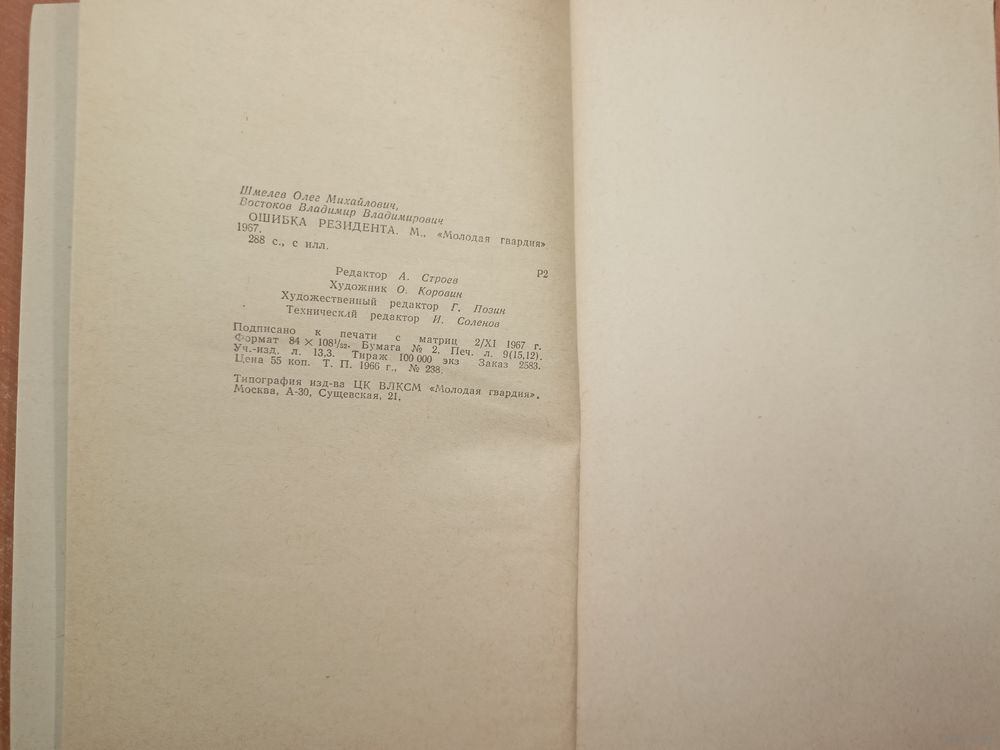 Шмелев Олег Михайлович,
Востоков Владимир Владимирович
ОШИБКА РЕЗИДЕНТА. М., «Молодая гвардия»
1967.
288 с., с илл.
Р2
Редактор А. Строев
Художник О. Коровин
Художественный редактор Г. Позин
Технический редактор И. Соленов
Подписано к печати с матриц 2/XI 1967 г.
Формат 84 × 108¹/₃₂. Бумага № 2. Печ. л. 9(15,12).
Уч.-изд. л. 13,3. Тираж 100 000 экз Заказ 2583.
Цена 55 коп. Т. П. 1966 г., № 238.
Типография изд-ва ЦК ВЛКСМ «Молодая гвардия».
Москва, А-30, Сущевская, 21.